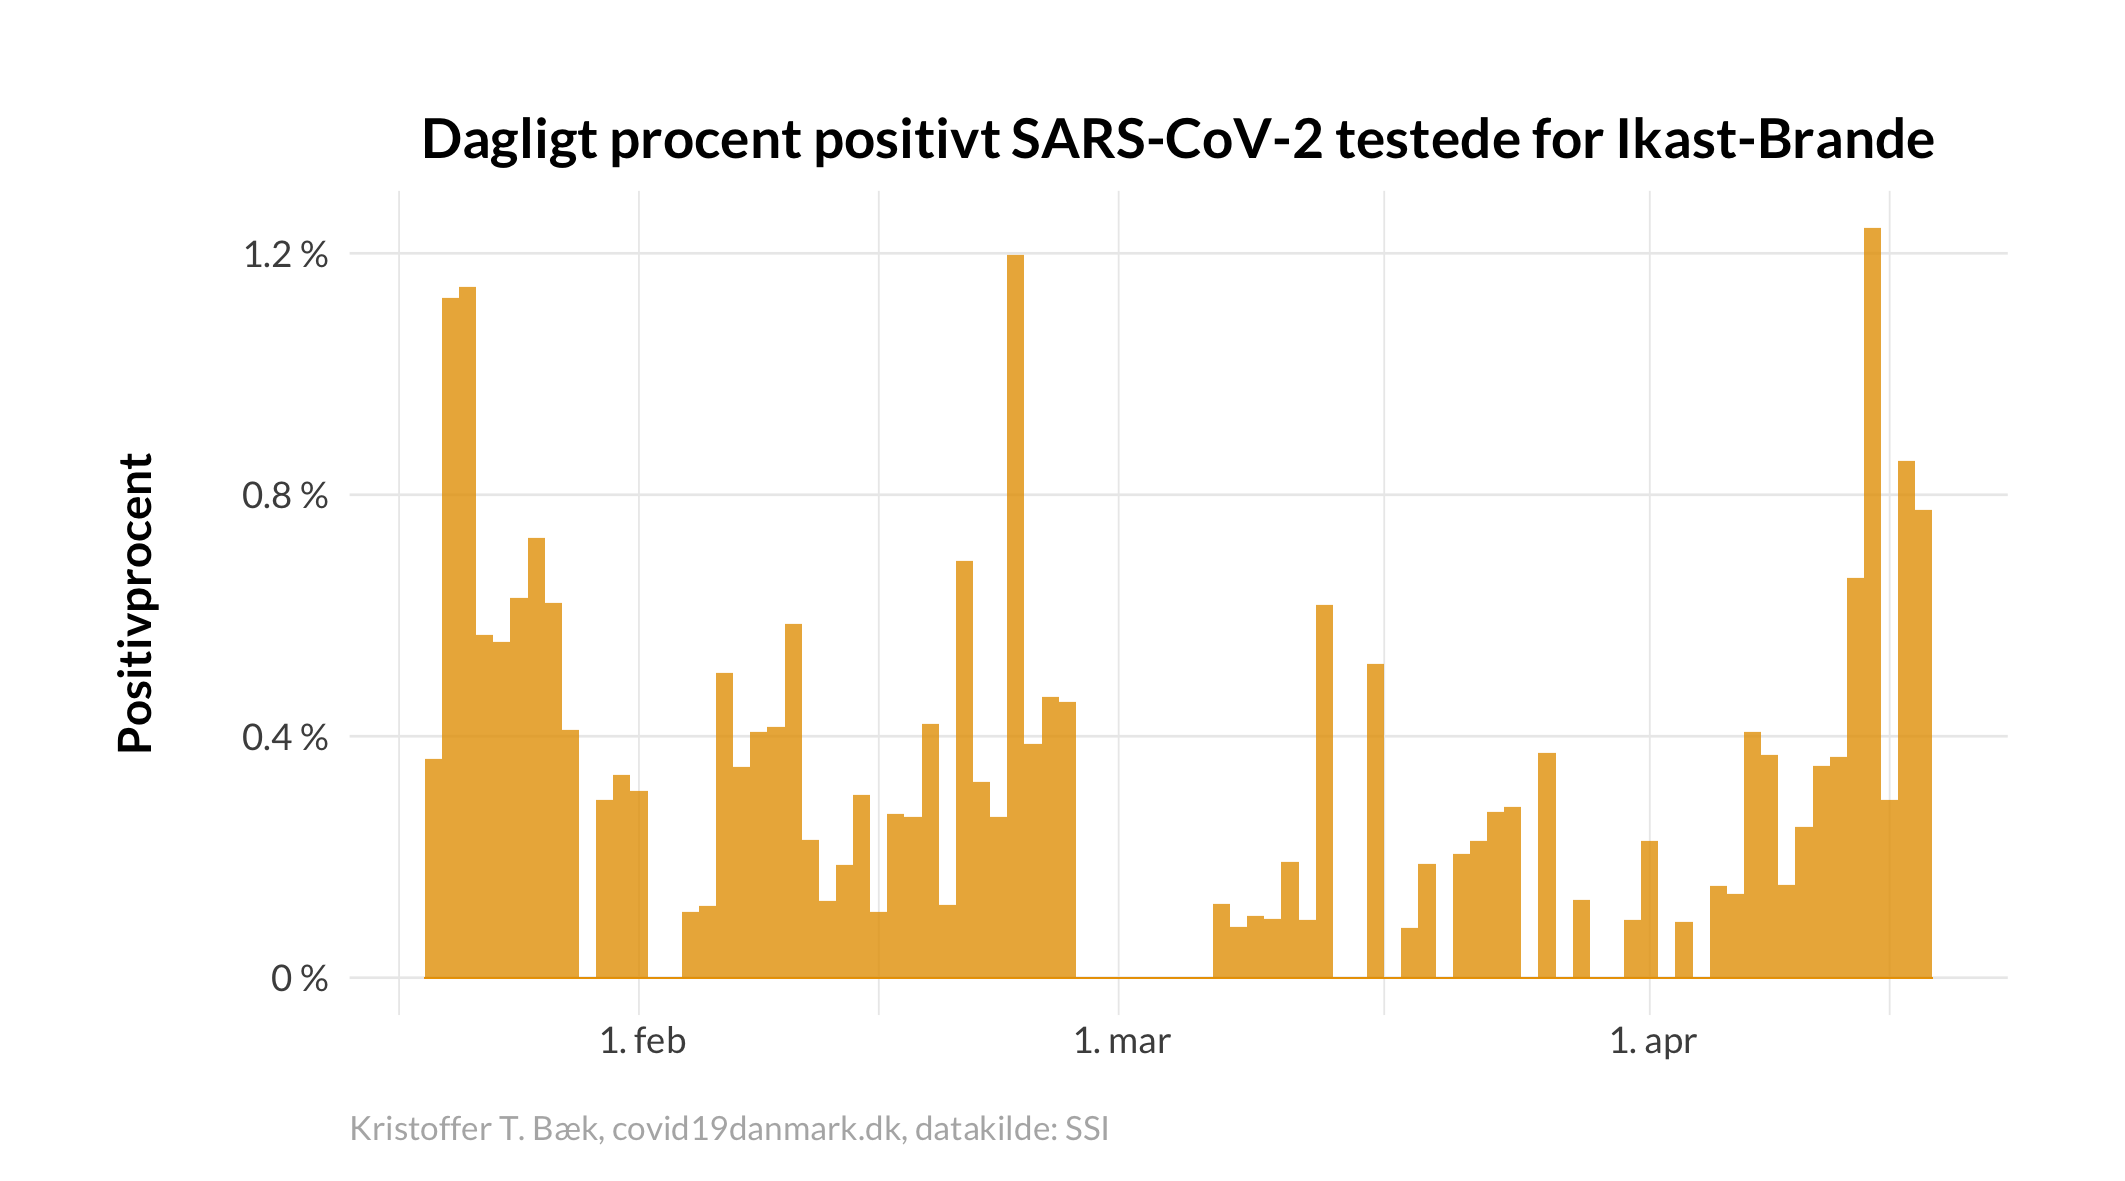 Dagligt procent positivt SARS-CoV-2 testede for Ikast-Brande
Positivprocent
1.2 %
0.8 %
0.4 %
0 %
1. feb
1. mar
1. apr
Kristoffer T. Bæk, covid19danmark.dk, datakilde: SSI